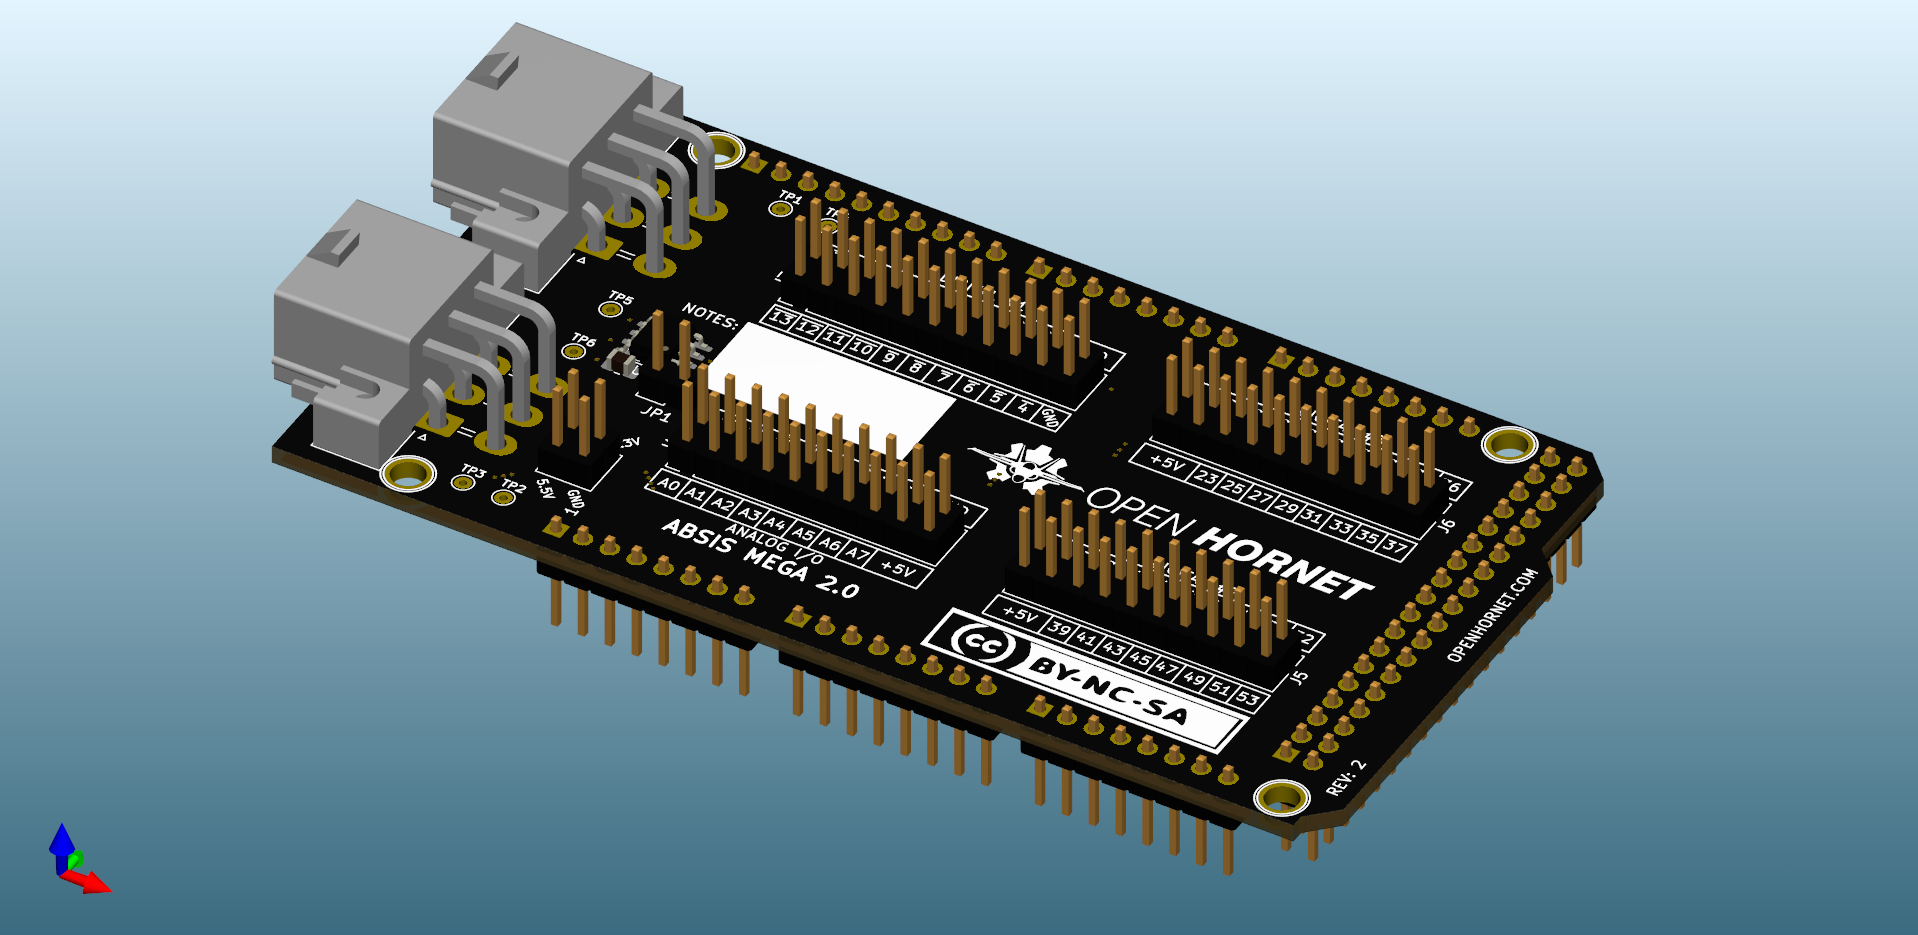 TP1
TP5
NOTES:
TP6
13 12 11 10 9 8 7 6 5 4 GND
JP1
+5V 23 25 27 29 31 33 35 37
J6
TP3
TP2
5.5V
GND
1
A0 A1 A2 A3 A4 A5 A6 A7 +5V
ANALOG I/O
ABSIS MEGA 2.0
OPEN HORNET
+5V 39 41 43 45 47 49 51 53
J5
cc BY-NC-SA
OPENHORNET.COM
REV: 2